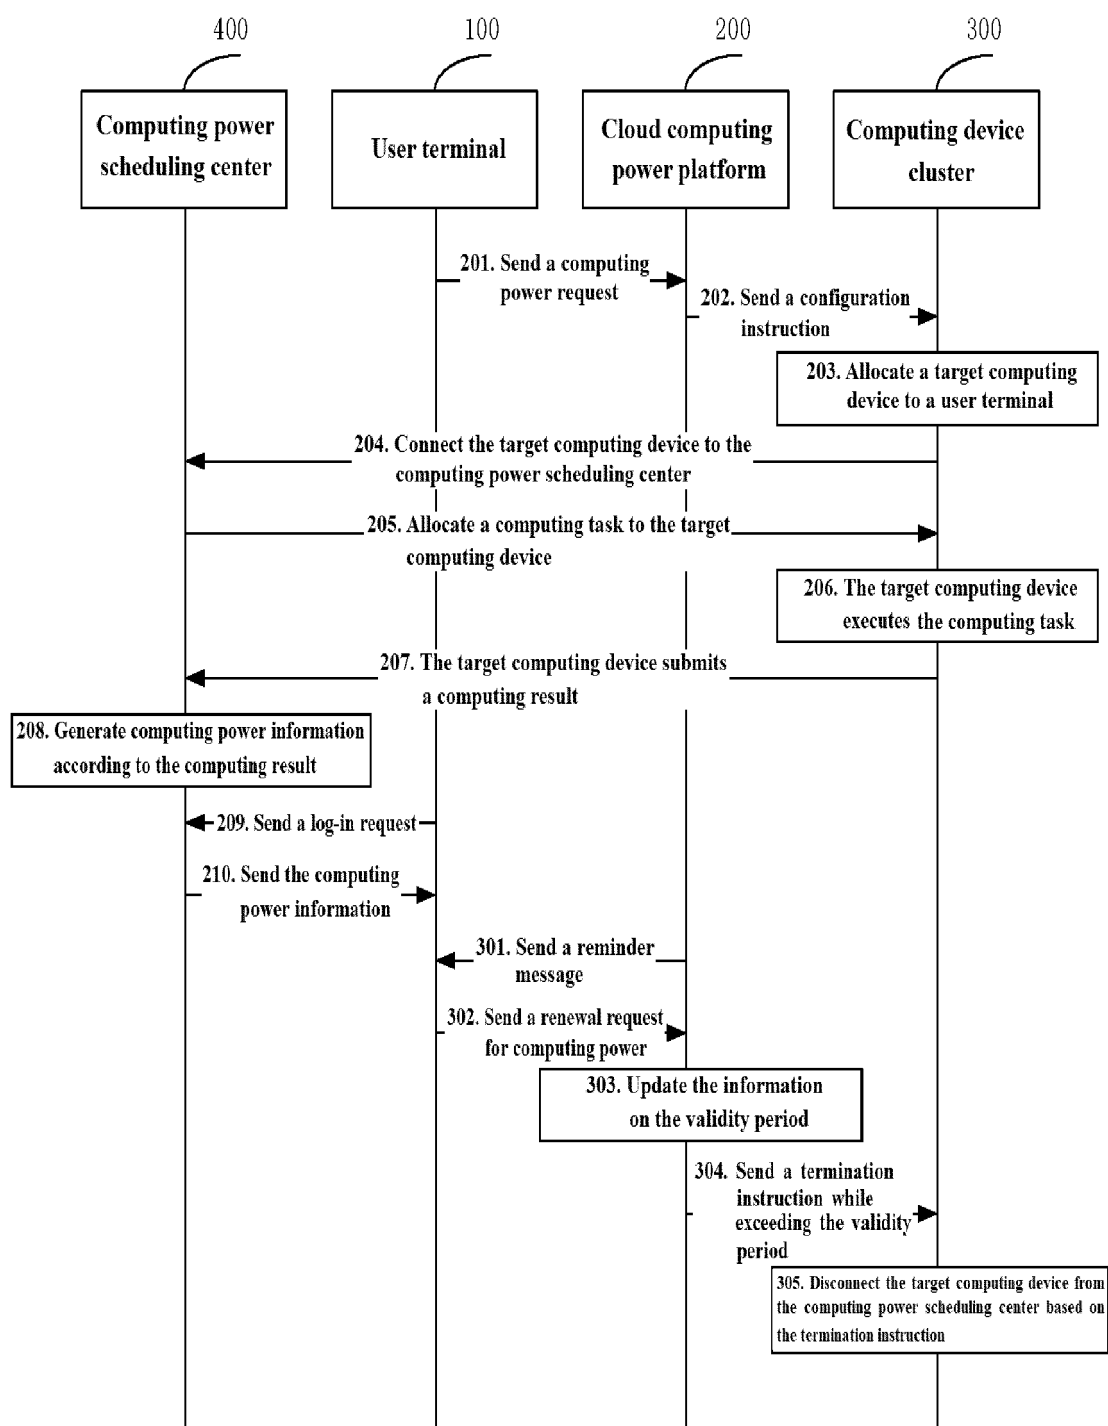 400
100
200
300
Computing power
scheduling center
User terminal
Cloud computing
power platform
Computing device
cluster
201. Send a computing
power request
202. Send a configuration
instruction
203. Allocate a target computing
device to a user terminal
204. Connect the target computing device to the
computing power scheduling center
205. Allocate a computing task to the target
computing device
206. The target computing device
executes the computing task
207. The target computing device submits
a computing result
208. Generate computing power information
according to the computing result
209. Send a log-in request
210. Send the computing
power information
301. Send a reminder
message
302. Send a renewal request
for computing power
303. Update the information
on the validity period
304. Send a termination
instruction while
exceeding the validity
period
305. Disconnect the target computing device from
the computing power scheduling center based on
the termination instruction